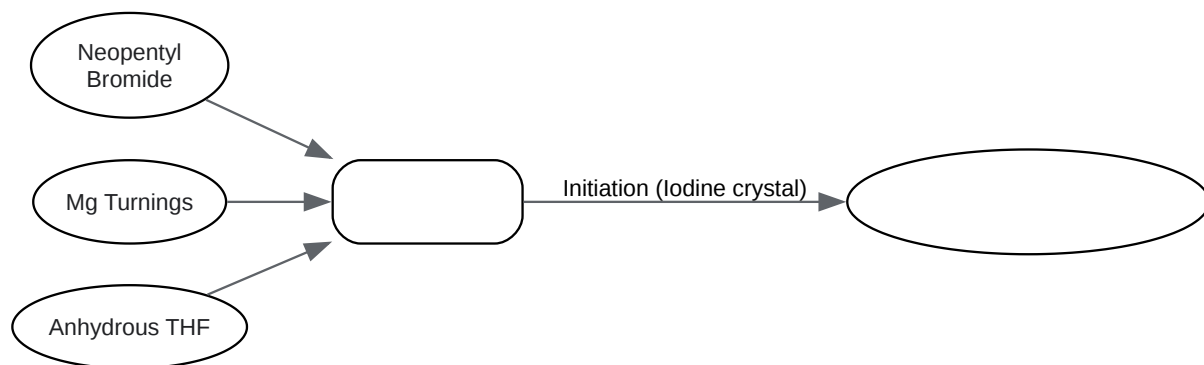 Neopentyl
Bromide
Mg Turnings
Initiation (Iodine crystal)
Anhydrous THF